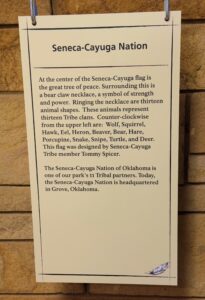 Seneca-Cayuga Nation
At the center of the Seneca-Cayuga flag is
the great tree of peace. Surrounding this is
a bear claw necklace, a symbol of strength
and power. Ringing the necklace are thirteen
animal shapes. These animals represent
thirteen Tribe clans. Counter-clockwise
from the upper left are: Wolf, Squirrel,
Hawk, Eel, Heron, Beaver, Bear, Hare,
Porcupine, Snake, Snipe, Turtle, and Deer.
This flag was designed by Seneca-Cayuga
Tribe member Tommy Spicer.
The Seneca-Cayuga Nation of Oklahoma is
one of our park's 11 Tribal partners. Today,
the Seneca-Cayuga Nation is headquartered
in Grove, Oklahoma.